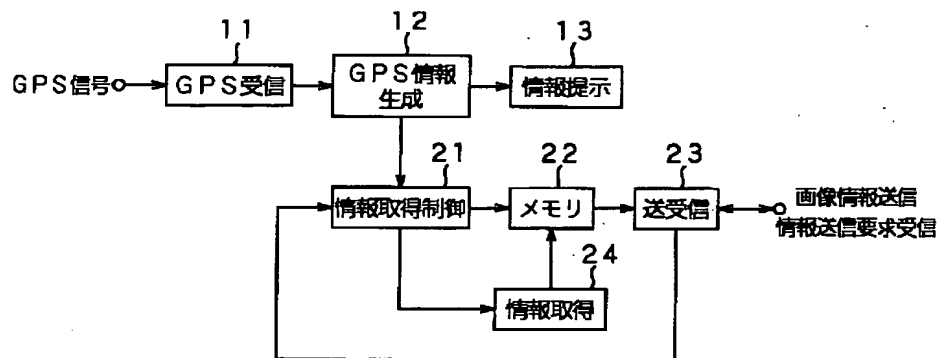 11
12
13
GPS信号
GPS受信
GPS情報
生成
情報提示
21
22
23
情報取得制御
メモリ
送受信
画像情報送信
情報送信要求受信
24
情報取得